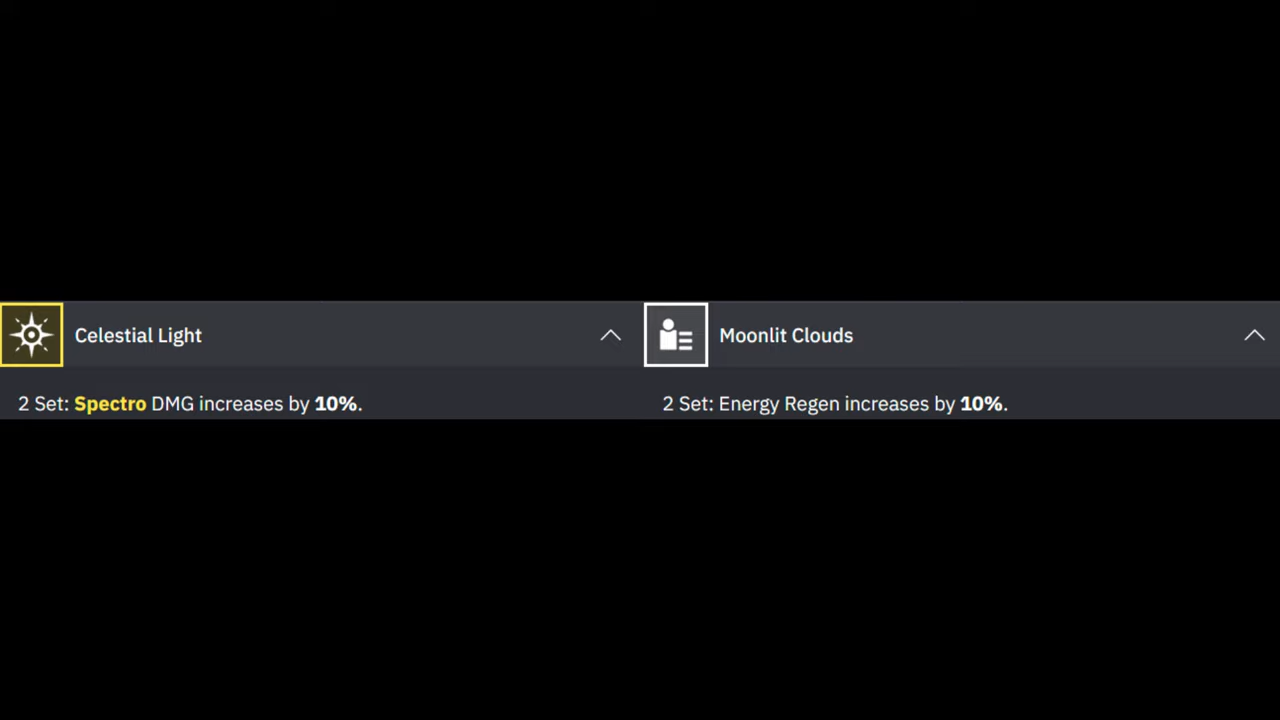 Celestial Light
2 Set: Spectro DMG increases by 10%.
Moonlit Clouds
2 Set: Energy Regen increases by 10%.